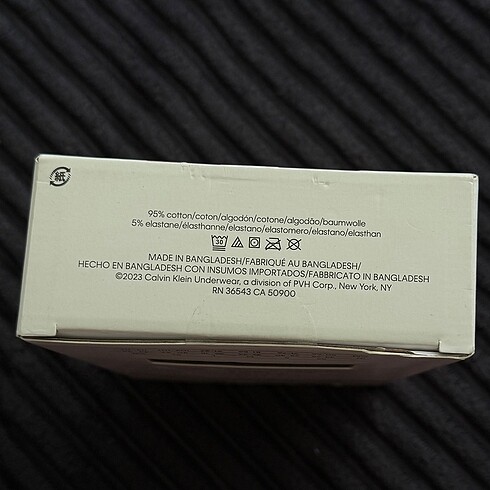 紙
95% cotton/coton/algodón/cotone/algodão/baumwolle
5% elastane/élasthanne/elastano/elastomero/elastano/elasthan
30
MADE IN BANGLADESH/FABRIQUÉ AU BANGLADESH/
HECHO EN BANGLADESH CON INSUMOS IMPORTADOS/FABBRICATO IN BANGLADESH
©2023 Calvin Klein Underwear, a division of PVH Corp., New York, NY
RN 36543 CA 50900